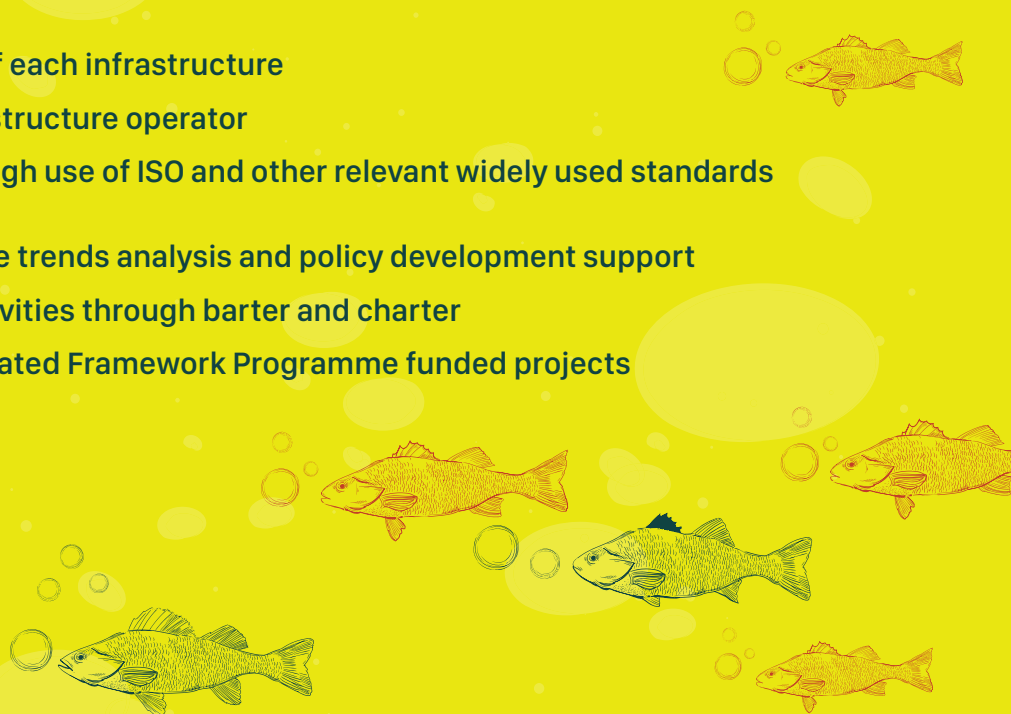 each infrastructure
structure operator
gh use of ISO and other relevant widely used standards
e trends analysis and policy development support
vities through barter and charter
ated Framework Programme funded projects